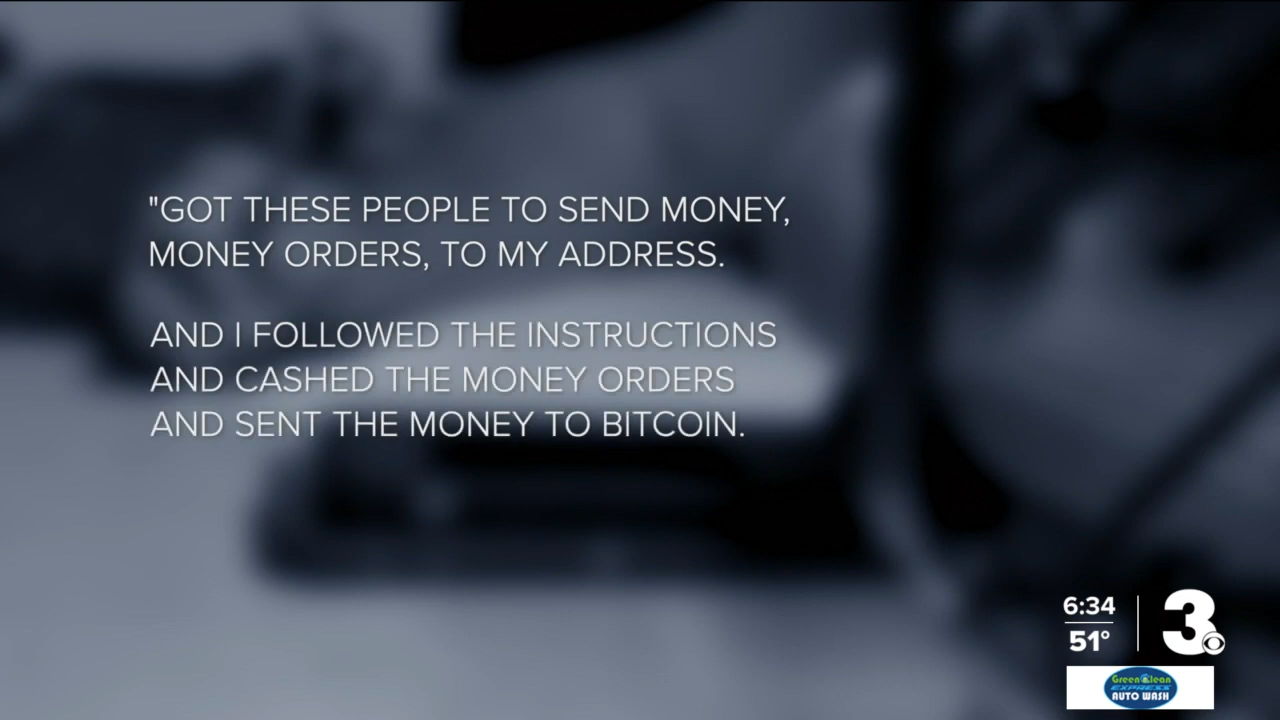 "GOT THESE PEOPLE TO SEND MONEY,
MONEY ORDERS, TO MY ADDRESS.
AND I FOLLOWED THE INSTRUCTIONS
AND CASHED THE MONEY ORDERS
AND SENT THE MONEY TO BITCOIN.
6:34
51°
3
Green Clean
EXPRESS
AUTO WASH